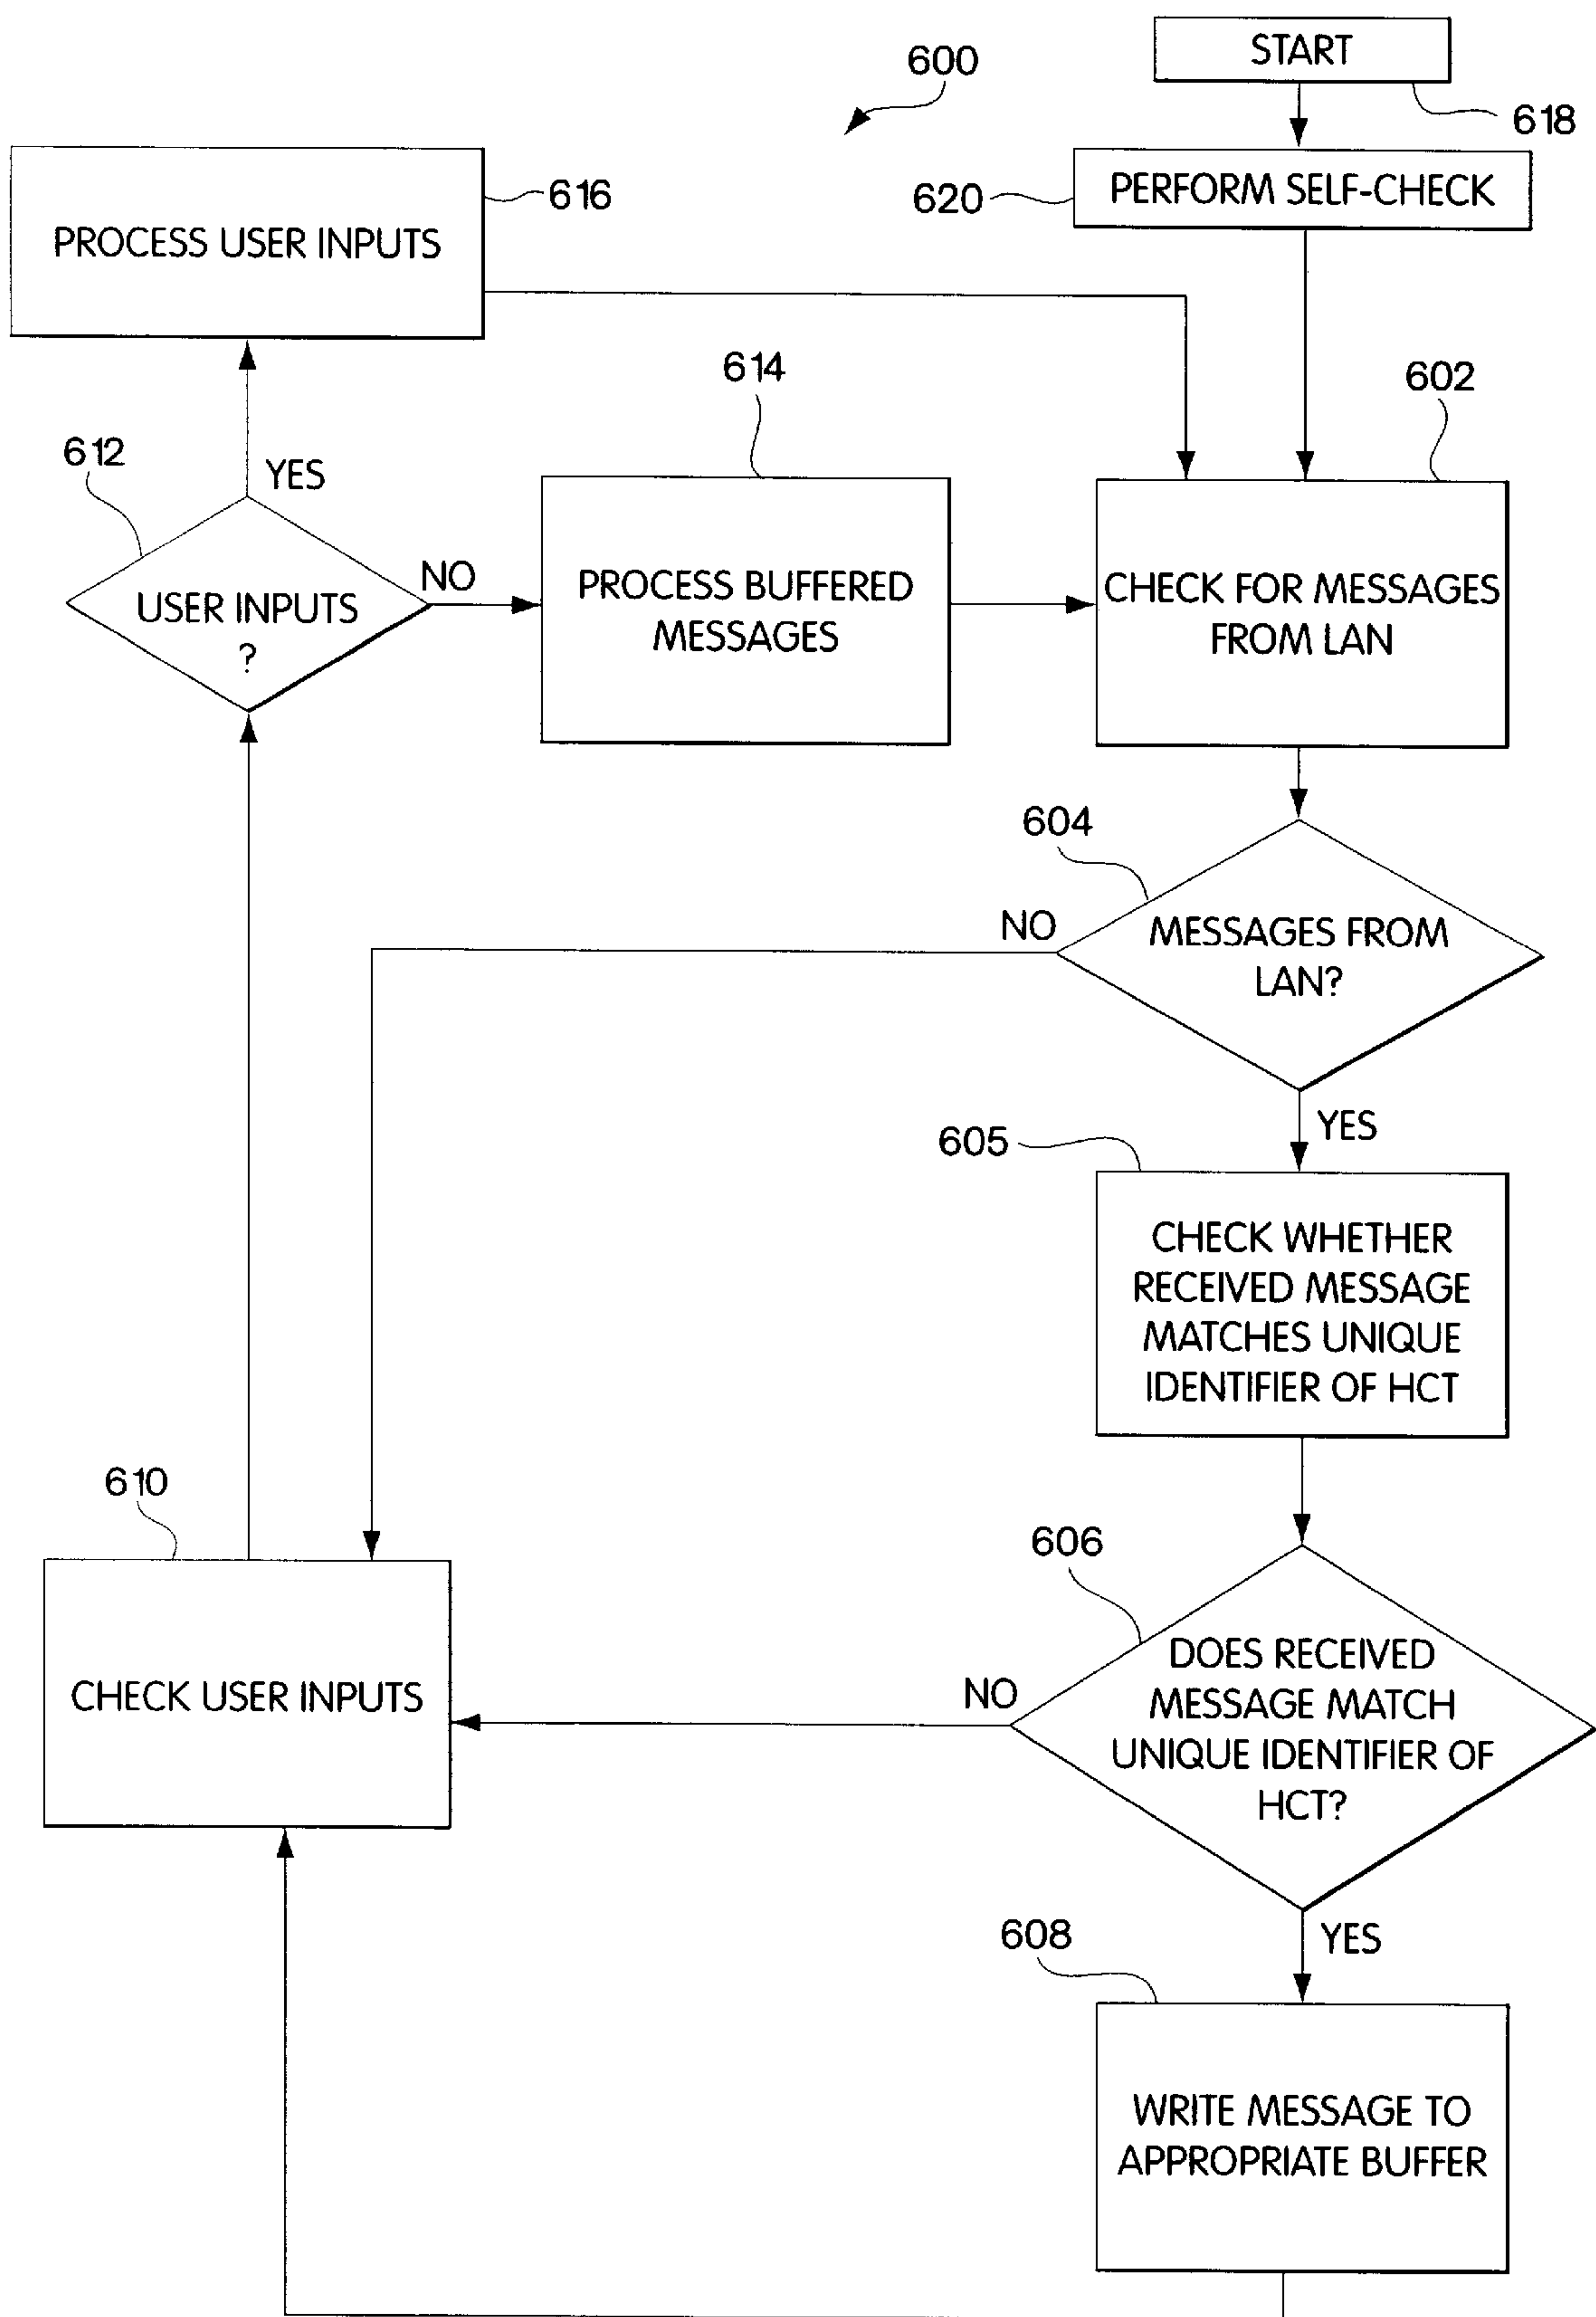 600
START
618
PERFORM SELF-CHECK
620
616
PROCESS USER INPUTS
614
602
612
YES
NO
USER INPUTS
?
PROCESS BUFFERED
MESSAGES
CHECK FOR MESSAGES
FROM LAN
604
NO
MESSAGES FROM
LAN?
YES
605
CHECK WHETHER
RECEIVED MESSAGE
MATCHES UNIQUE
IDENTIFIER OF HCT
610
606
CHECK USER INPUTS
NO
DOES RECEIVED
MESSAGE MATCH
UNIQUE IDENTIFIER OF
HCT?
YES
608
WRITE MESSAGE TO
APPROPRIATE BUFFER